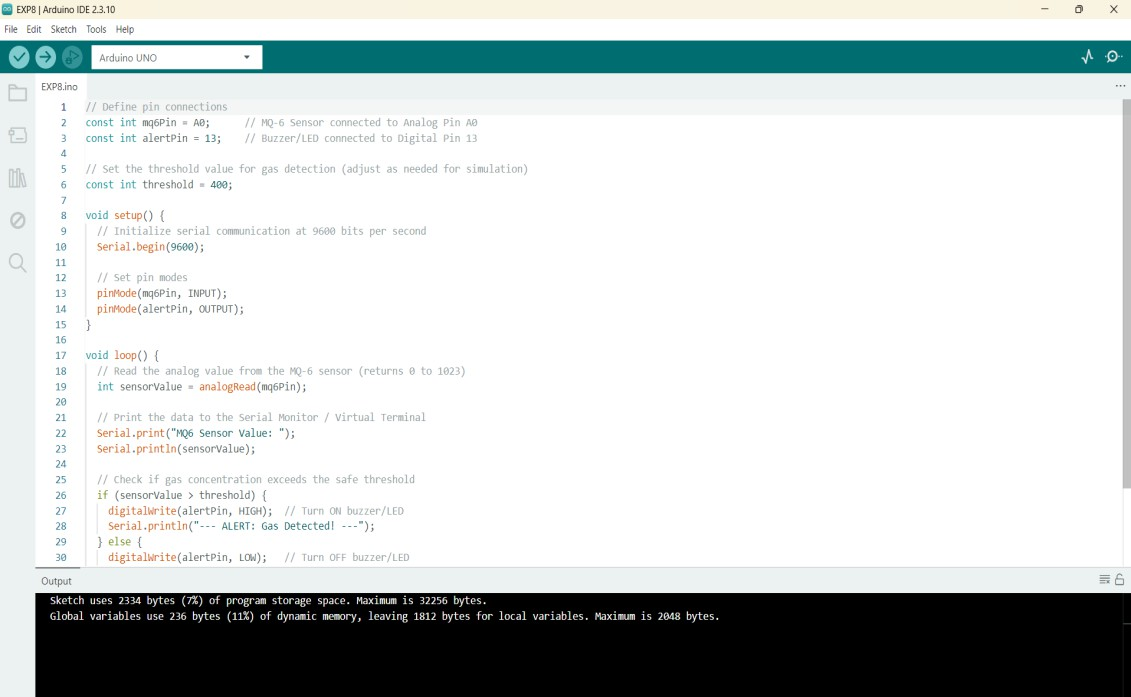 EXP8 | Arduino IDE 2.3.10
File Edit Sketch Tools Help
Arduino UNO
EXP8.ino
1 // Define pin connections
2 const int mq6Pin = A0;      // MQ-6 Sensor connected to Analog Pin A0
3 const int alertPin = 13;    // Buzzer/LED connected to Digital Pin 13
4
5 // Set the threshold value for gas detection (adjust as needed for simulation)
6 const int threshold = 400;
7
8 void setup() {
9   // Initialize serial communication at 9600 bits per second
10   Serial.begin(9600);
11
12   // Set pin modes
13   pinMode(mq6Pin, INPUT);
14   pinMode(alertPin, OUTPUT);
15 }
16
17 void loop() {
18   // Read the analog value from the MQ-6 sensor (returns 0 to 1023)
19   int sensorValue = analogRead(mq6Pin);
20
21   // Print the data to the Serial Monitor / Virtual Terminal
22   Serial.print("MQ6 Sensor Value: ");
23   Serial.println(sensorValue);
24
25   // Check if gas concentration exceeds the safe threshold
26   if (sensorValue > threshold) {
27     digitalWrite(alertPin, HIGH);  // Turn ON buzzer/LED
28     Serial.println("--- ALERT: Gas Detected! ---");
29   } else {
30     digitalWrite(alertPin, LOW);   // Turn OFF buzzer/LED
Output
Sketch uses 2334 bytes (7%) of program storage space. Maximum is 32256 bytes.
Global variables use 236 bytes (11%) of dynamic memory, leaving 1812 bytes for local variables. Maximum is 2048 bytes.